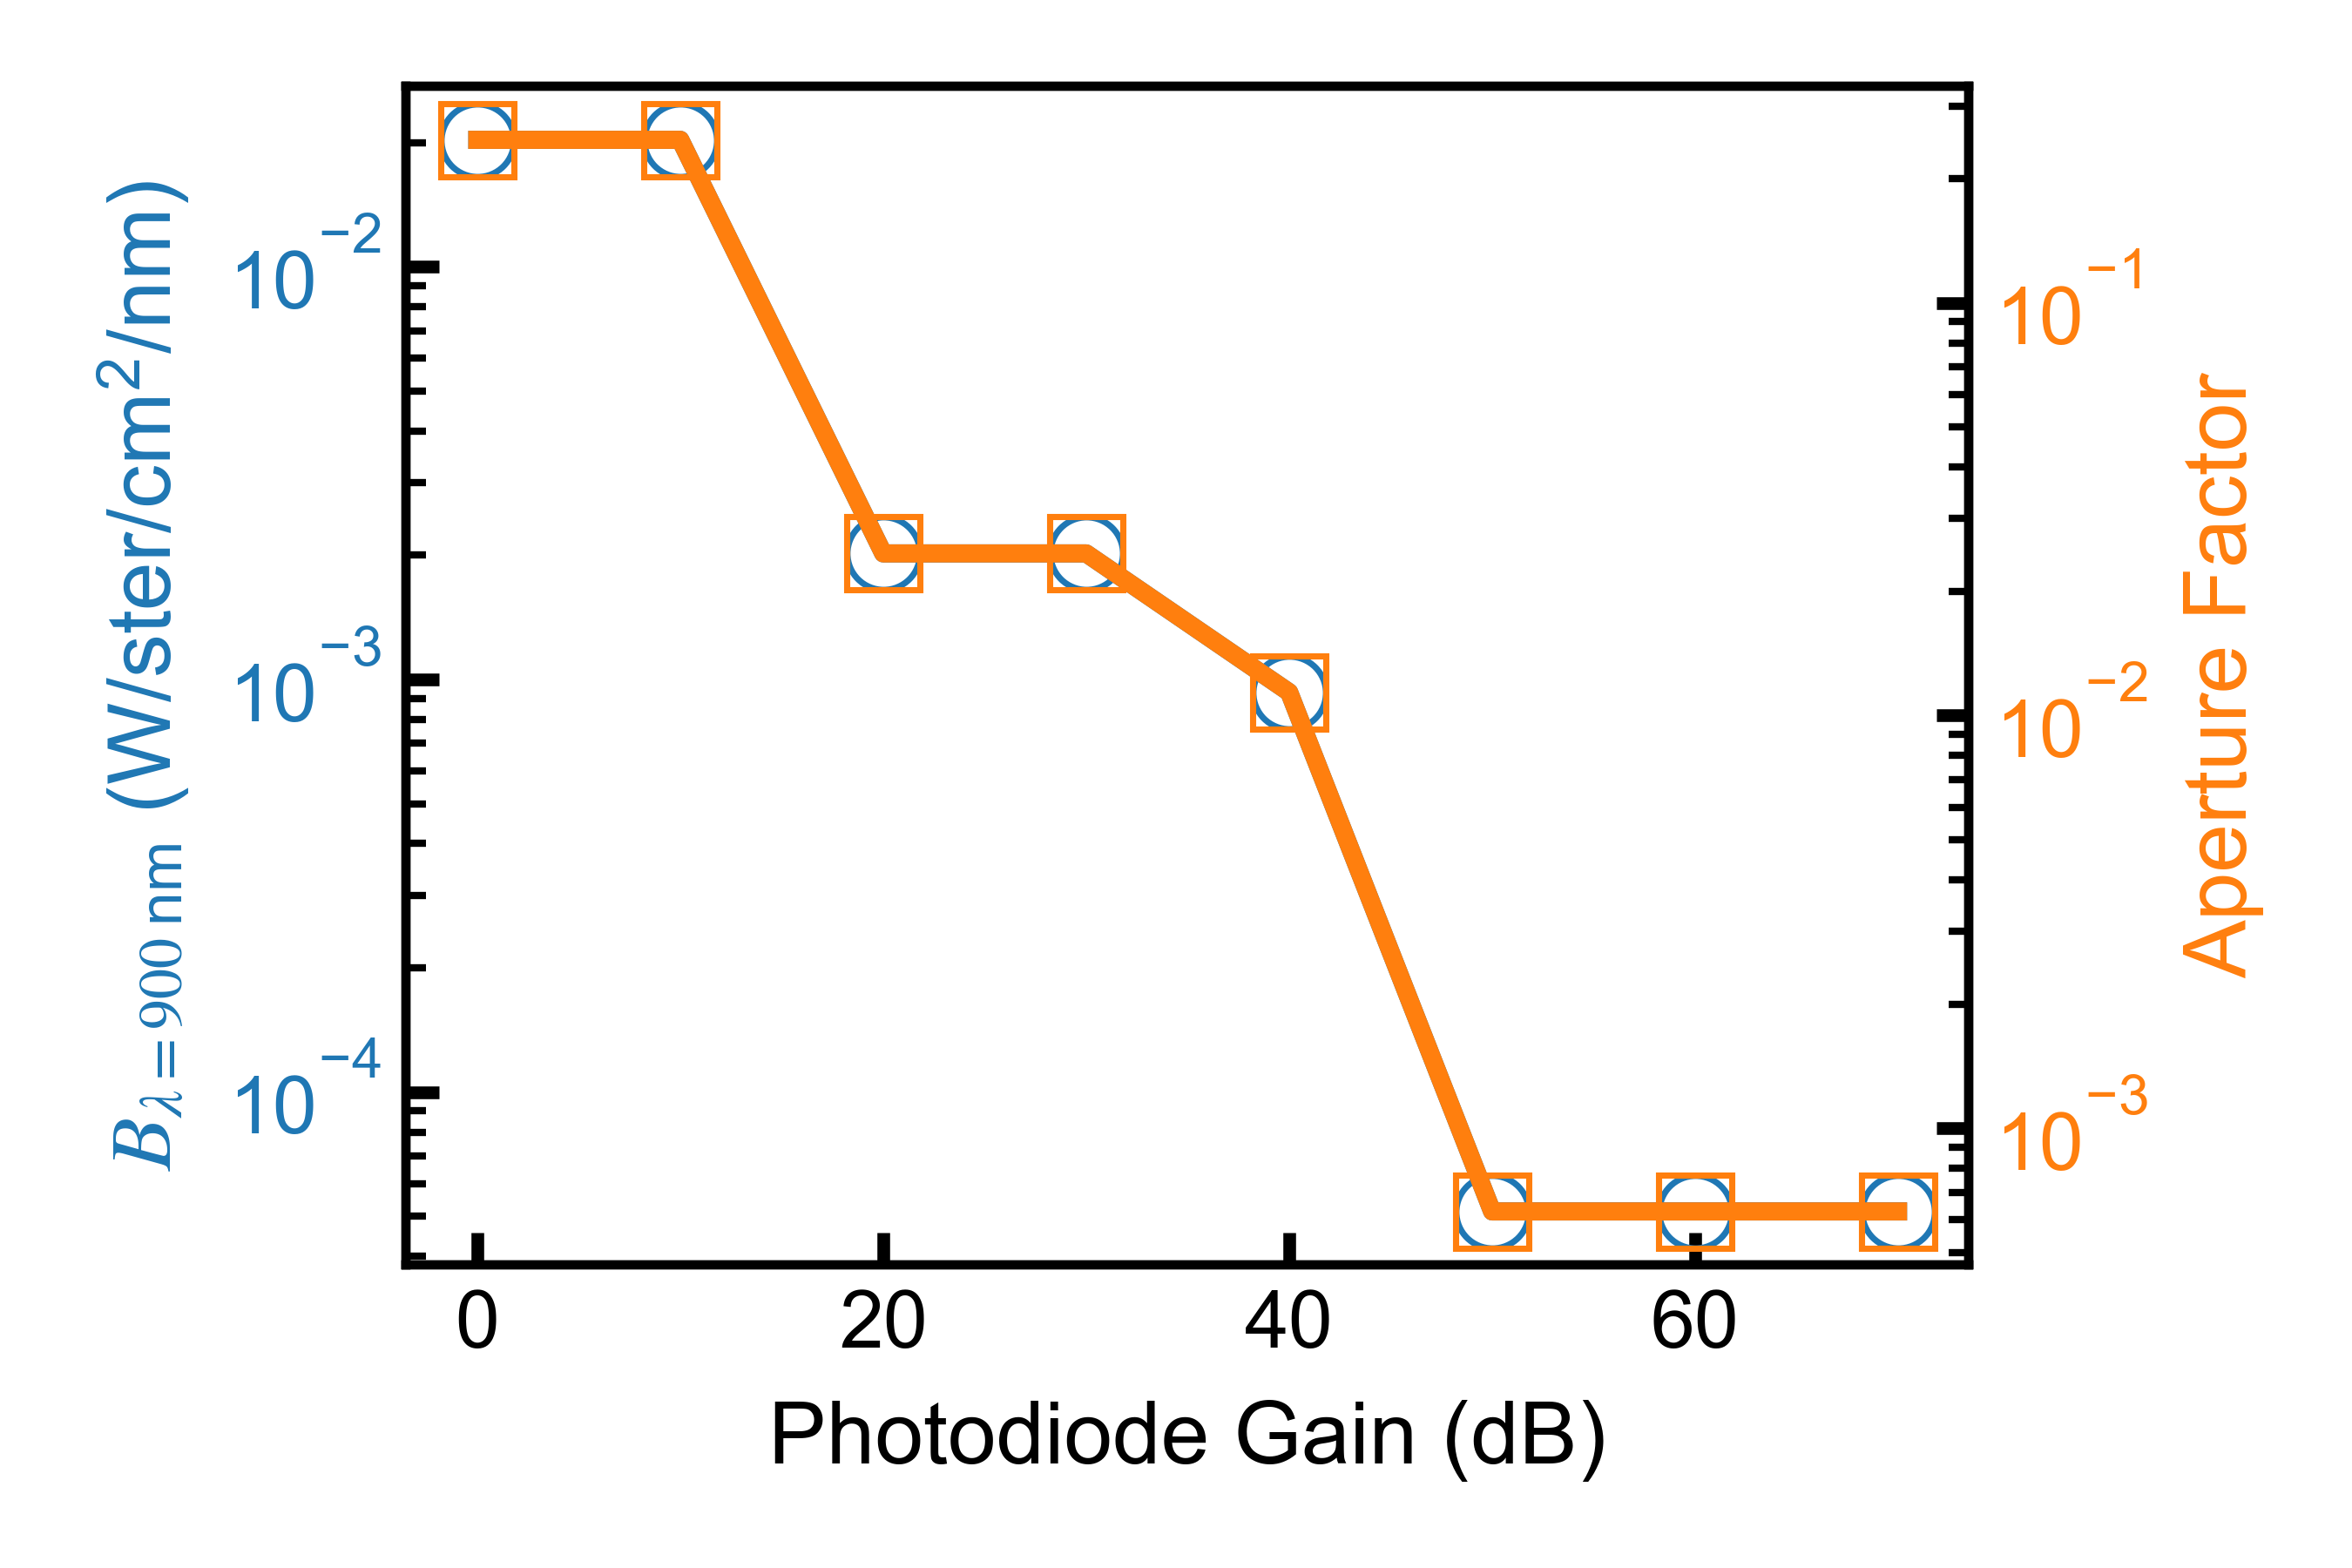 B_{λ=900 nm} (W/ster/cm²/nm)
10⁻²
10⁻³
10⁻⁴
10⁻¹
10⁻²
10⁻³
Aperture Factor
0 20 40 60
Photodiode Gain (dB)